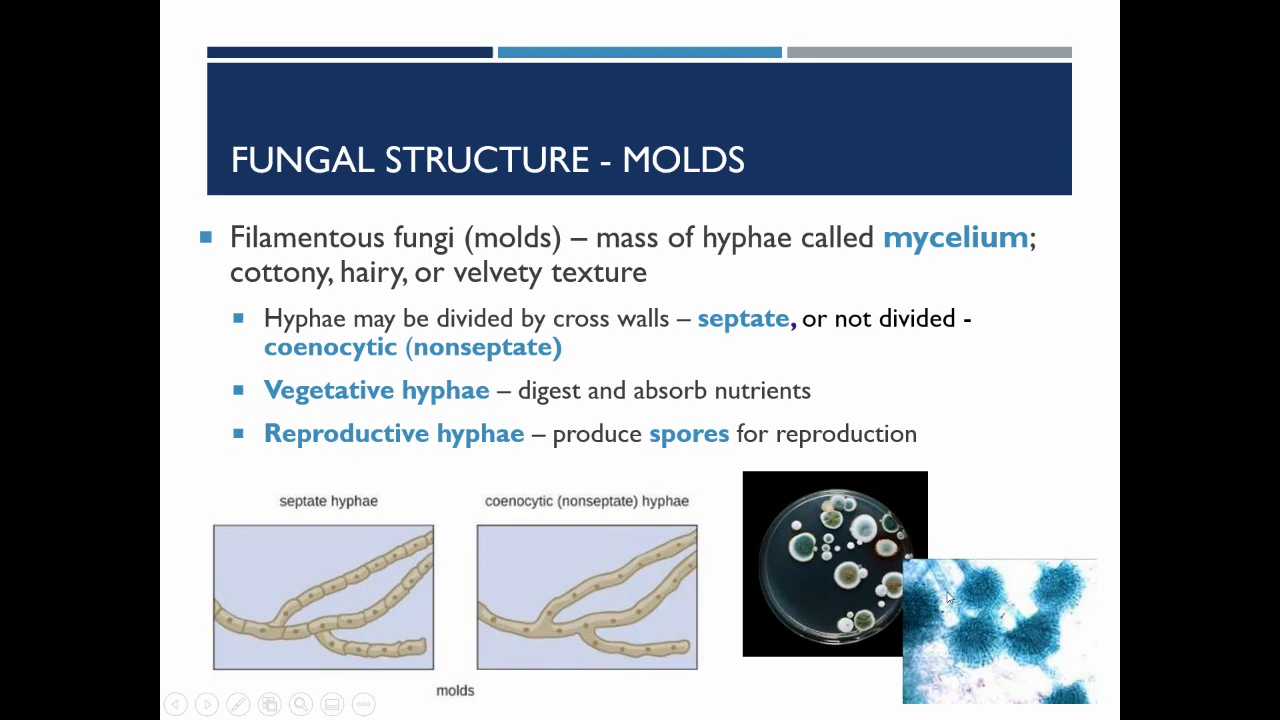 FUNGAL STRUCTURE - MOLDS
Filamentous fungi (molds) – mass of hyphae called mycelium;
cottony, hairy, or velvety texture
Hyphae may be divided by cross walls – septate, or not divided -
coenocytic (nonseptate)
Vegetative hyphae – digest and absorb nutrients
Reproductive hyphae – produce spores for reproduction
septate hyphae
coenocytic (nonseptate) hyphae
molds